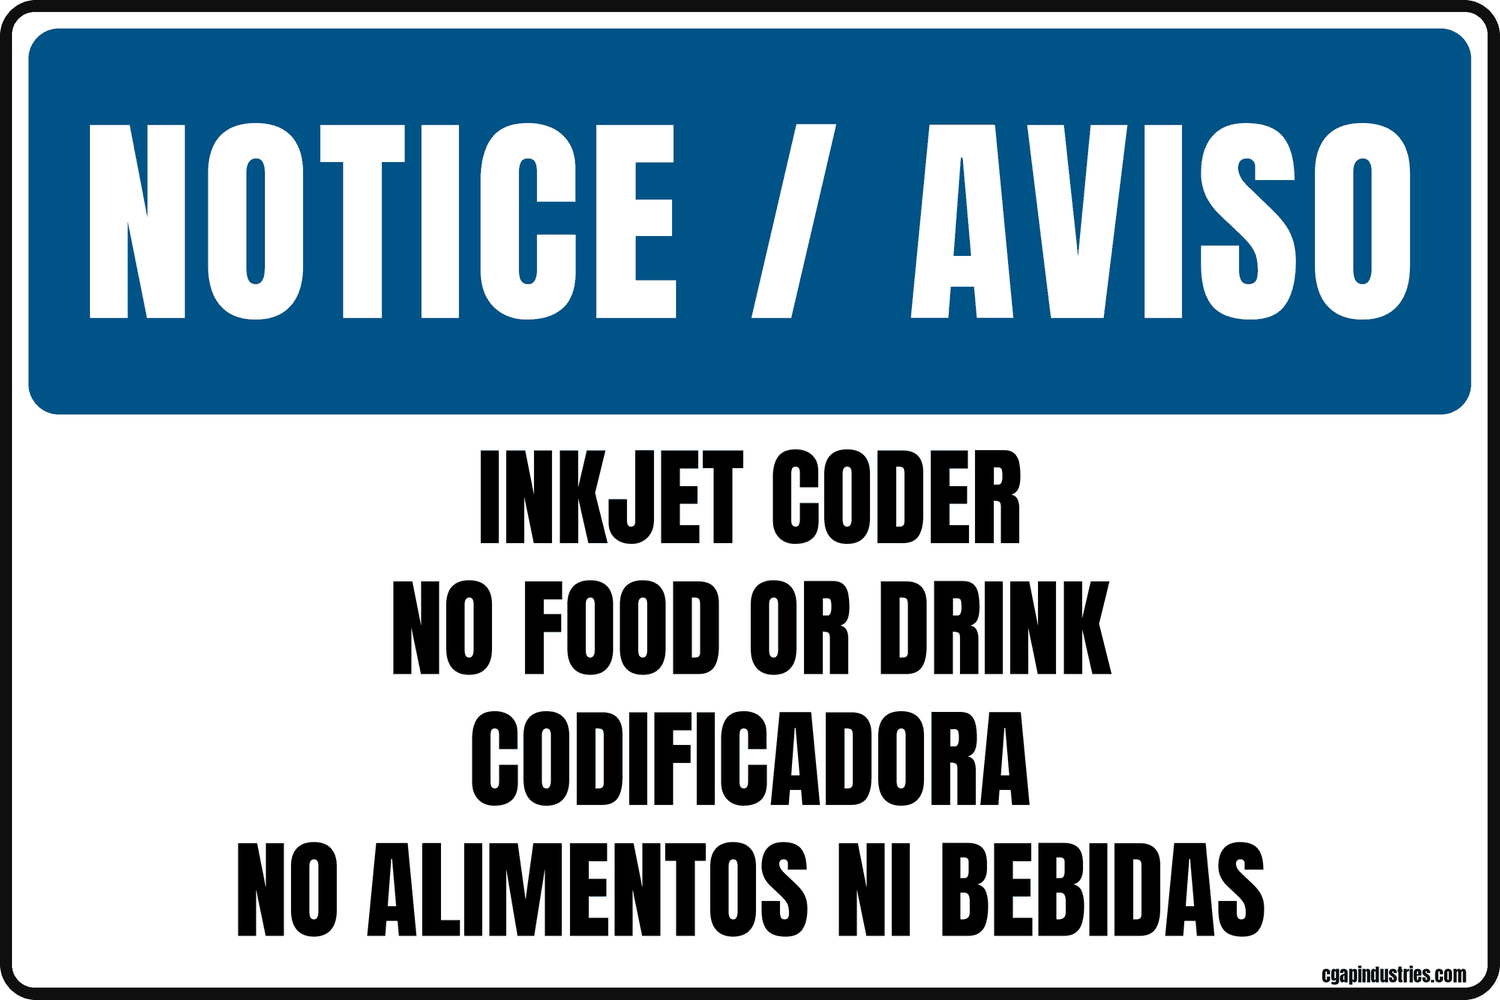 NOTICE / AVISO
INKJET CODER
NO FOOD OR DRINK
CODIFICADORA
NO ALIMENTOS NI BEBIDAS
cgapindustries.com